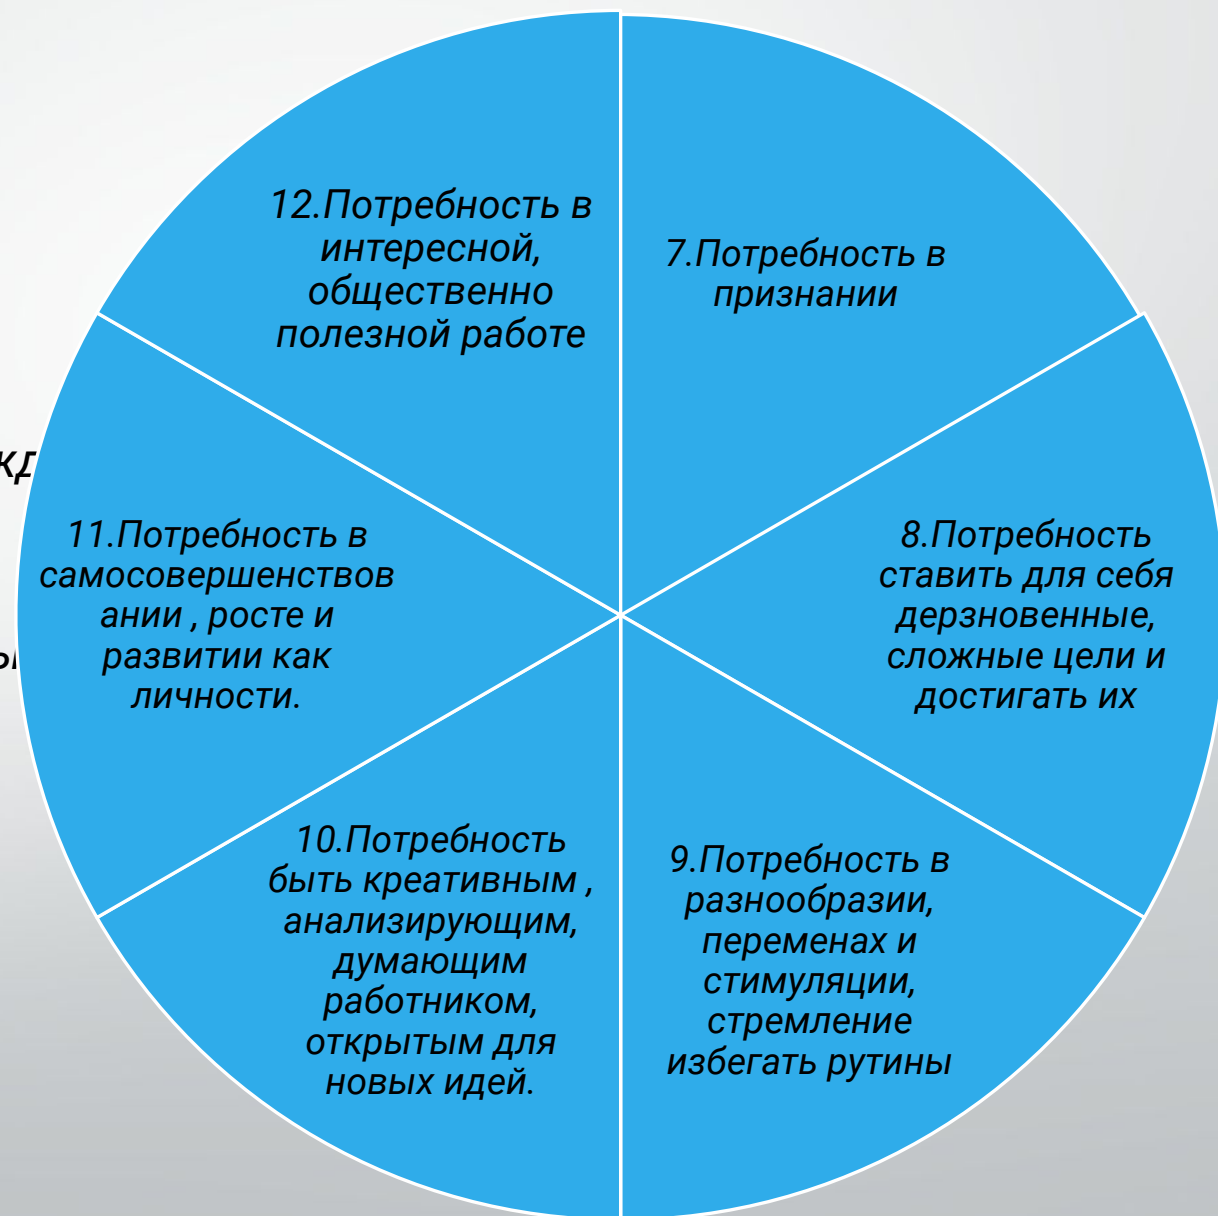 12.Потребность в
интересной,
общественно
полезной работе
7.Потребность в
признании
8.Потребность
ставить для себя
дерзновенные,
сложные цели и
достигать их
9.Потребность в
разнообразии,
переменах и
стимуляции,
стремление
избегать рутины
10.Потребность
быть креативным ,
анализирующим,
думающим
работником,
открытым для
новых идей.
11.Потребность в
самосовершенствов
ании , росте и
развитии как
личности.